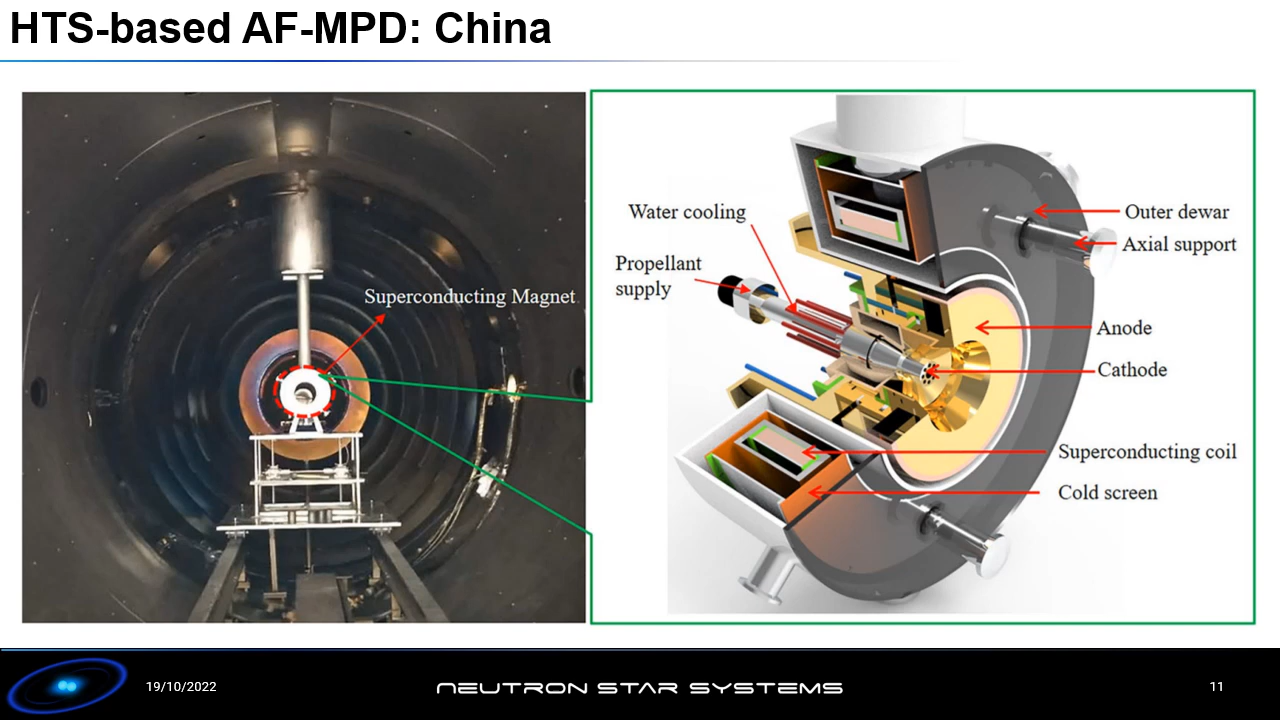 HTS-based AF-MPD: China
Superconducting Magnet
Water cooling
Propellant
supply
Outer dewar
Axial support
Anode
Cathode
Superconducting coil
Cold screen
19/10/2022
NEUTRON STAR SYSTEMS
11